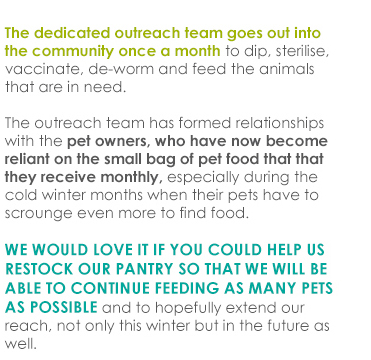 The dedicated outreach team goes out into
the community once a month to dip, sterilise,
vaccinate, de-worm and feed the animals
that are in need.
The outreach team has formed relationships
with the pet owners, who have now become
reliant on the small bag of pet food that that
they receive monthly, especially during the
cold winter months when their pets have to
scrounge even more to find food.
WE WOULD LOVE IT IF YOU COULD HELP US
RESTOCK OUR PANTRY SO THAT WE WILL BE
ABLE TO CONTINUE FEEDING AS MANY PETS
AS POSSIBLE and to hopefully extend our
reach, not only this winter but in the future as
well.